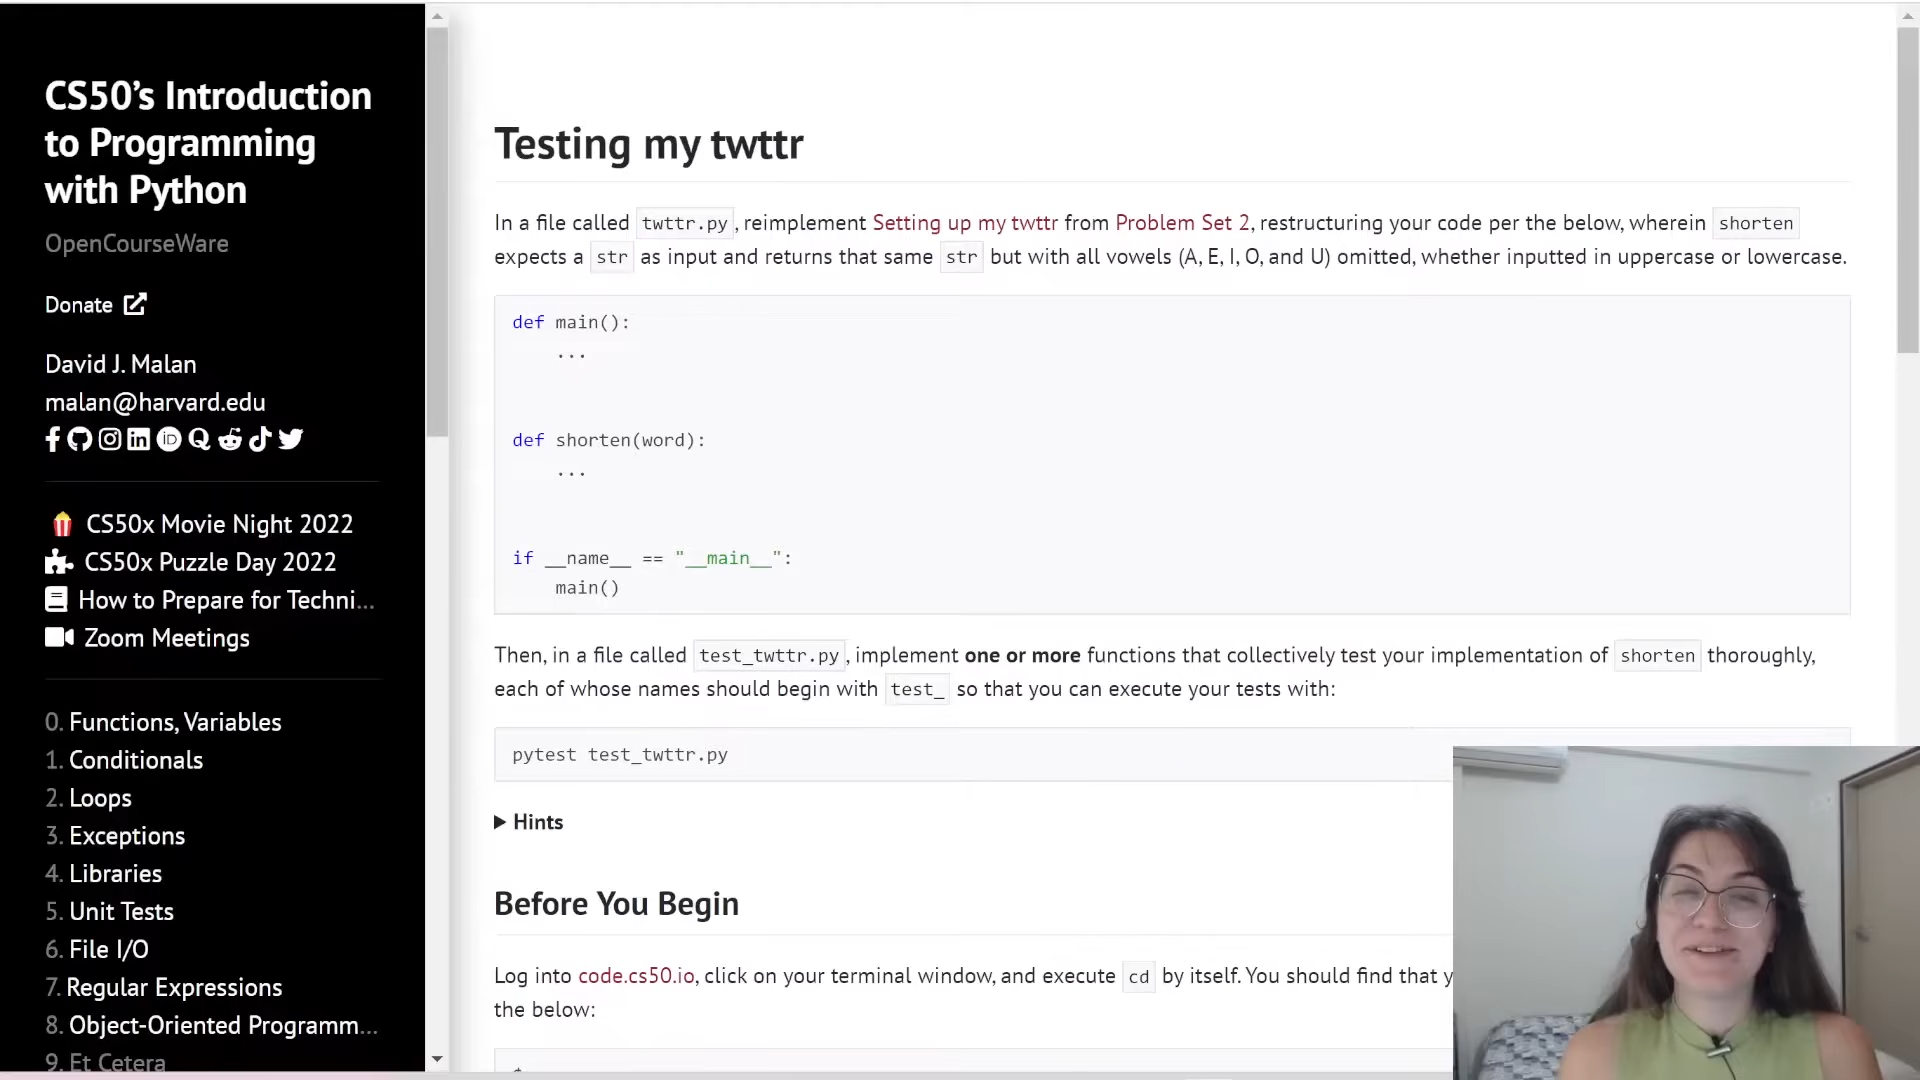 CS50’s Introduction
to Programming
with Python
OpenCourseWare
Donate
David J. Malan
malan@harvard.edu
CS50x Movie Night 2022
CS50x Puzzle Day 2022
How to Prepare for Techni...
Zoom Meetings
0. Functions, Variables
1. Conditionals
2. Loops
3. Exceptions
4. Libraries
5. Unit Tests
6. File I/O
7. Regular Expressions
8. Object-Oriented Programm...
9. Et Cetera
Testing my twttr
In a file called twttr.py, reimplement Setting up my twttr from Problem Set 2, restructuring your code per the below, wherein shorten
expects a str as input and returns that same str but with all vowels (A, E, I, O, and U) omitted, whether inputted in uppercase or lowercase.
def main():
    ...
def shorten(word):
    ...
if __name__ == "__main__":
    main()
Then, in a file called test_twttr.py, implement one or more functions that collectively test your implementation of shorten thoroughly,
each of whose names should begin with test_ so that you can execute your tests with:
pytest test_twttr.py
Hints
Before You Begin
Log into code.cs50.io, click on your terminal window, and execute cd by itself. You should find that y
the below: